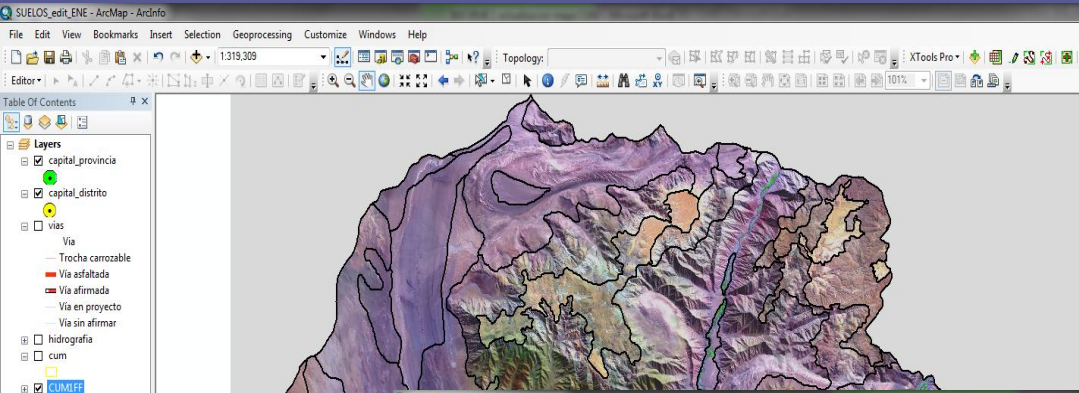 SUELOS_edit_ENE - ArcMap - ArcInfo
File Edit View Bookmarks Insert Selection Geoprocessing Customize Windows Help
1:319,309 Topology: XTools Pro
Editor 101%
Table Of Contents
Layers
capital_provincia
capital_distrito
vias
Via
Trocha carrozable
Vía asfaltada
Vía afirmada
Vía en proyecto
Vía sin afirmar
hidrografia
cum
CUM1FF